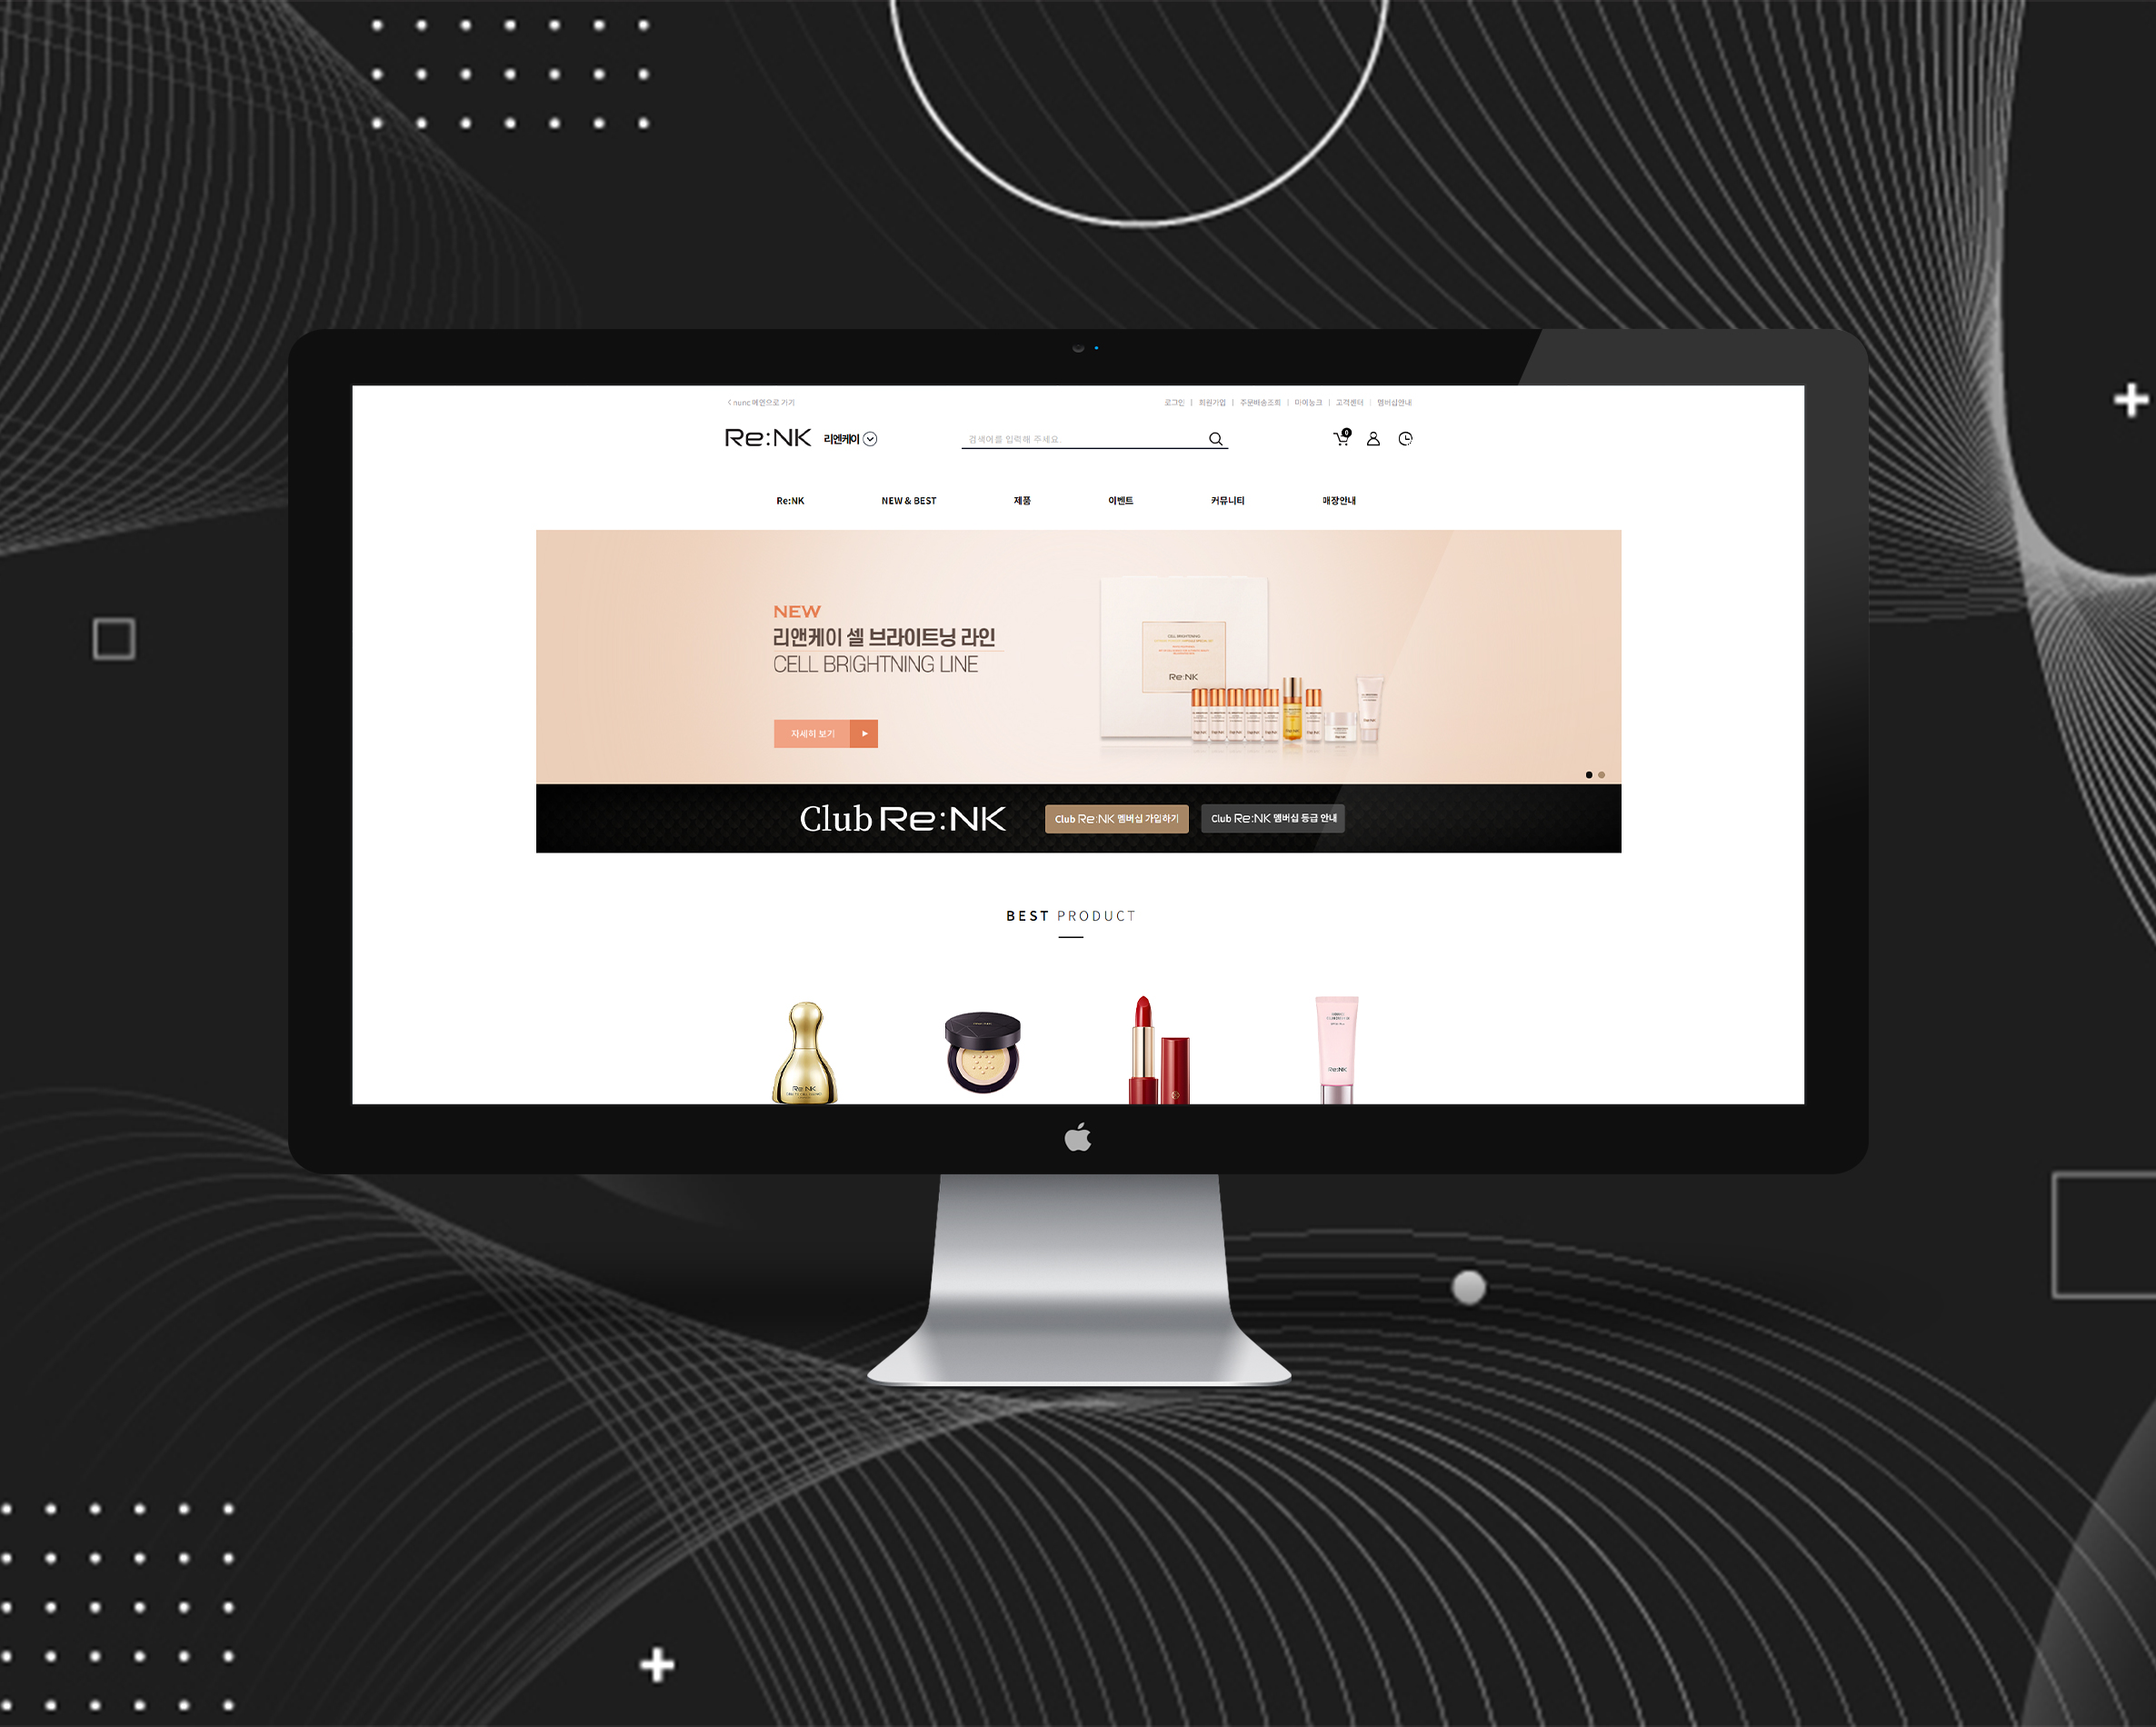 < nunc 메인으로 가기
로그인 | 회원가입 | 주문배송조회 | 마이눙크 | 고객센터 | 멤버십안내
Re:NK 리엔케이
검색어를 입력해 주세요.
0
Re:NK NEW & BEST 제품 이벤트 커뮤니티 매장안내
NEW
리앤케이 셀 브라이트닝 라인
CELL BRIGHTNING LINE
자세히 보기
CELL BRIGHTENING
Re:NK
Club Re:NK
Club Re:NK 멤버십 가입하기
Club Re:NK 멤버십 등급 안내
BEST PRODUCT
Re:NK
Re:NK